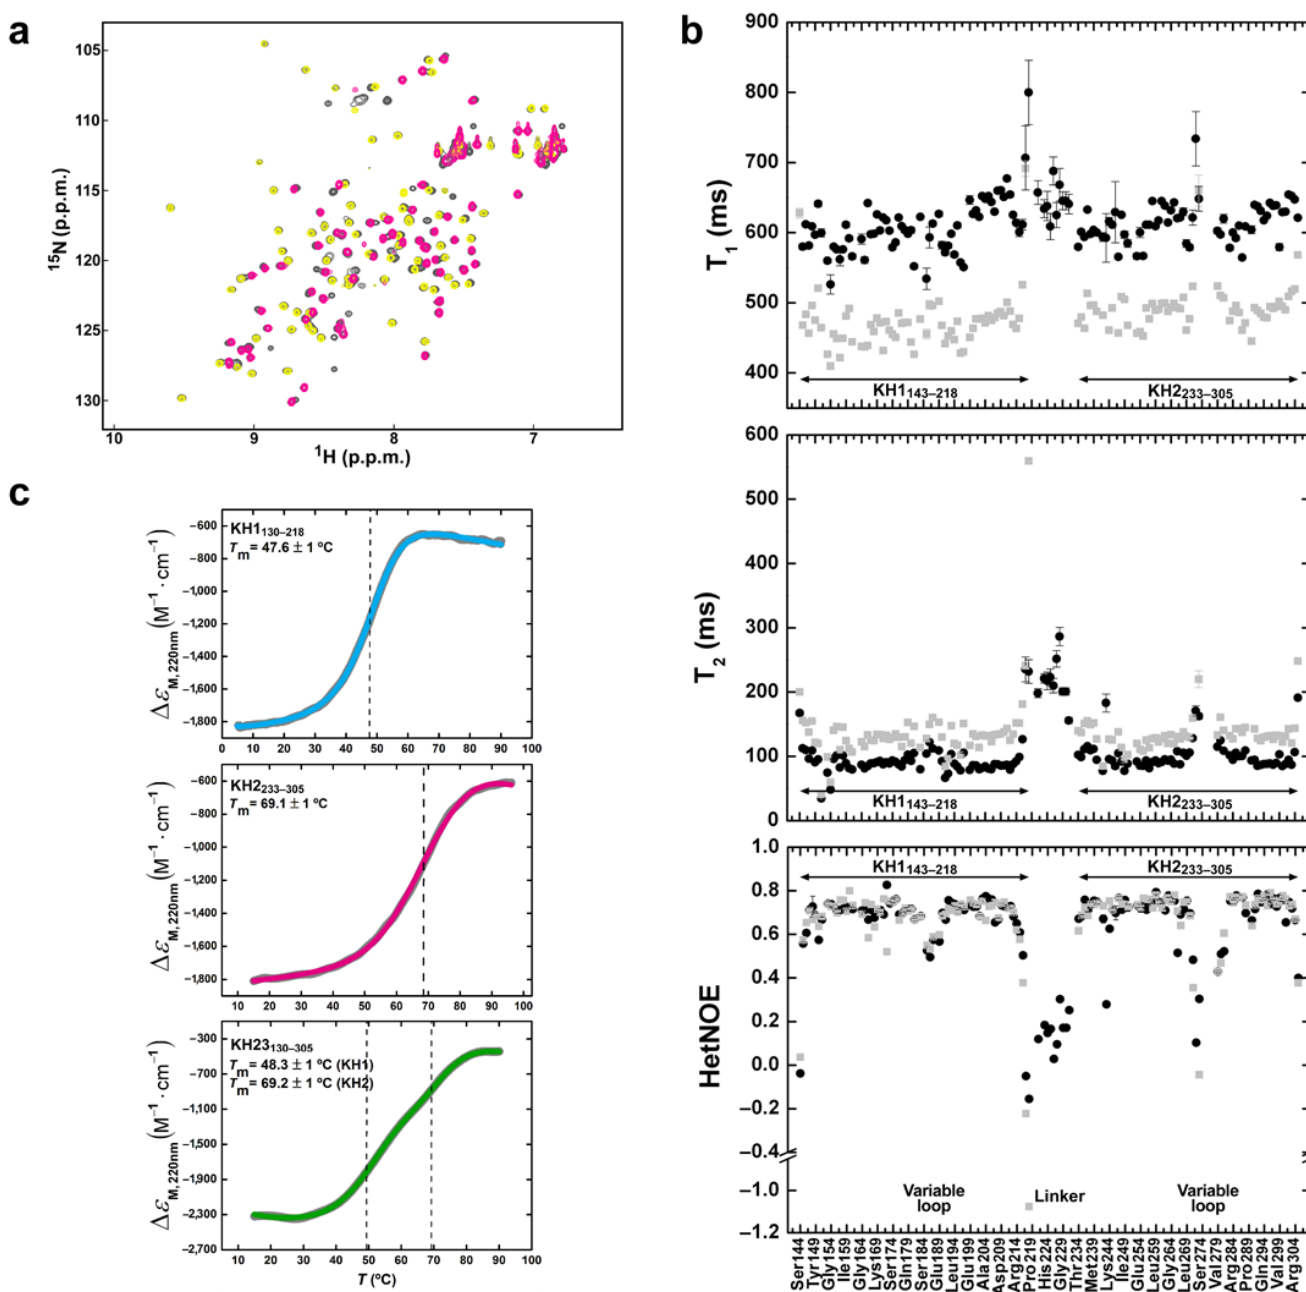 a
105
110
115
120
125
130
¹⁵N (p.p.m.)
10
9
8
7
¹H (p.p.m.)
b
900
800
700
600
500
400
T₁ (ms)
KH1₁₄₃₋₂₁₈
KH2₂₃₃₋₃₀₅
600
500
400
300
200
100
0
T₂ (ms)
KH1₁₄₃₋₂₁₈
KH2₂₃₃₋₃₀₅
1.0
0.8
0.6
0.4
0.2
0.0
−0.2
−0.4
−1.0
−1.2
HetNOE
KH1₁₄₃₋₂₁₈
KH2₂₃₃₋₃₀₅
Variable loop
Linker
Variable loop
Ser144
Tyr149
Gly154
Ile159
Gly164
Lys169
Ser174
Gln179
Ser184
Glu189
Leu194
Glu199
Ala204
Asp209
Arg214
Pro219
His224
Gly229
Thr234
Met239
Lys244
Ile249
Glu254
Leu259
Gly264
Leu269
Ser274
Val279
Arg284
Pro289
Gln294
Val299
Arg304
c
KH1₁₃₀₋₂₁₈
Tₘ = 47.6 ± 1 ºC
−600
−800
−1,000
−1,200
−1,400
−1,600
−1,800
Δε M, 220nm (M⁻¹ · cm⁻¹)
0 10 20 30 40 50 60 70 80 90 100
KH2₂₃₃₋₃₀₅
Tₘ = 69.1 ± 1 ºC
−600
−800
−1,000
−1,200
−1,400
−1,600
−1,800
Δε M, 220nm (M⁻¹ · cm⁻¹)
10 20 30 40 50 60 70 80 90 100
KH23₁₃₀₋₃₀₅
Tₘ = 48.3 ± 1 ºC (KH1)
Tₘ = 69.2 ± 1 ºC (KH2)
−300
−700
−1,100
−1,500
−1,900
−2,300
−2,700
Δε M, 220nm (M⁻¹ · cm⁻¹)
10 20 30 40 50 60 70 80 90 100
T (ºC)